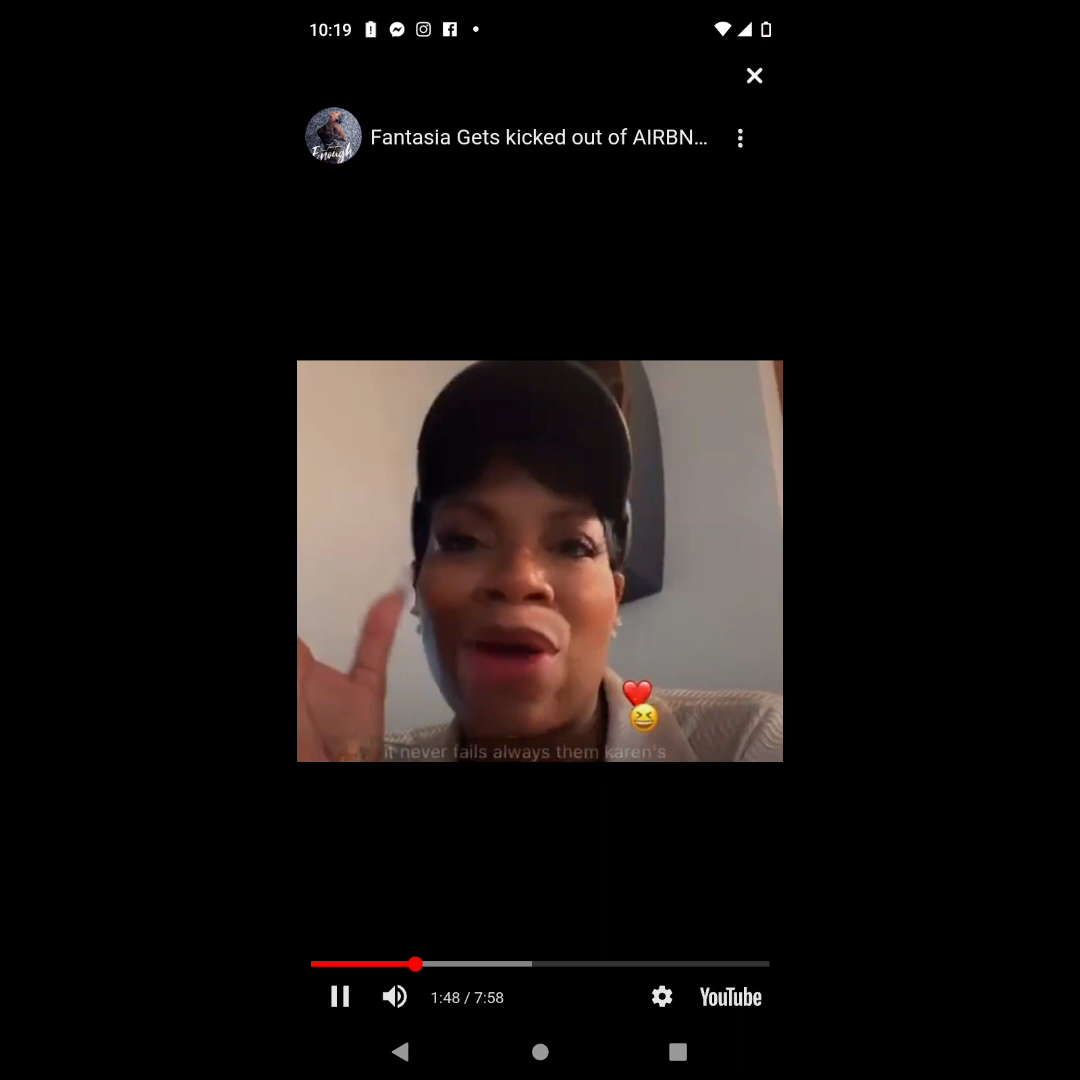 10:19
Fantasia Gets kicked out of AIRBN...
Enough
it never fails always them karen's
1:48 / 7:58
YouTube